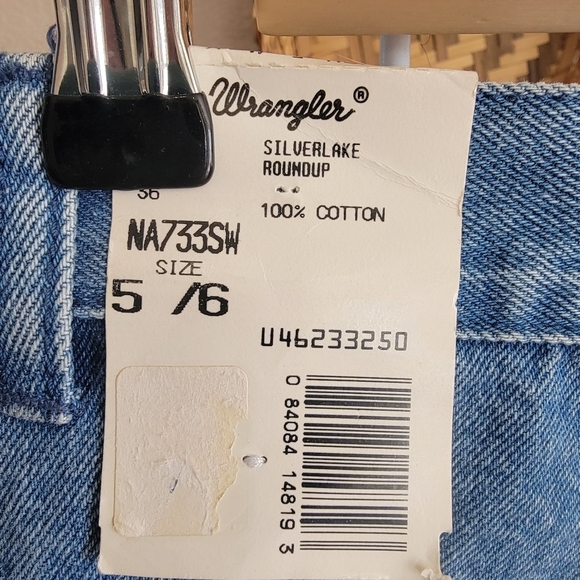 Wrangler®
SILVERLAKE
ROUNDUP
36
100% COTTON
NA733SW
SIZE
5 /6
U46233250
0 84084 14819 3